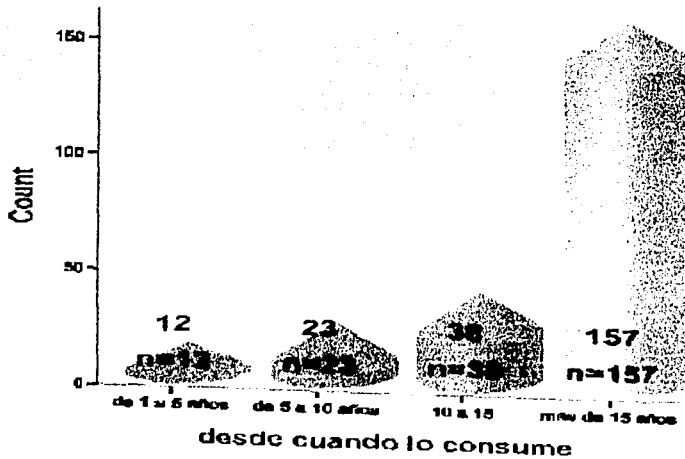 150
100
50
0
Count
12
23
38
157
n=12
n=23
n=38
n=157
de 1 a 5 años
de 5 a 10 años
10 a 15
mas de 15 años
desde cuando lo consume